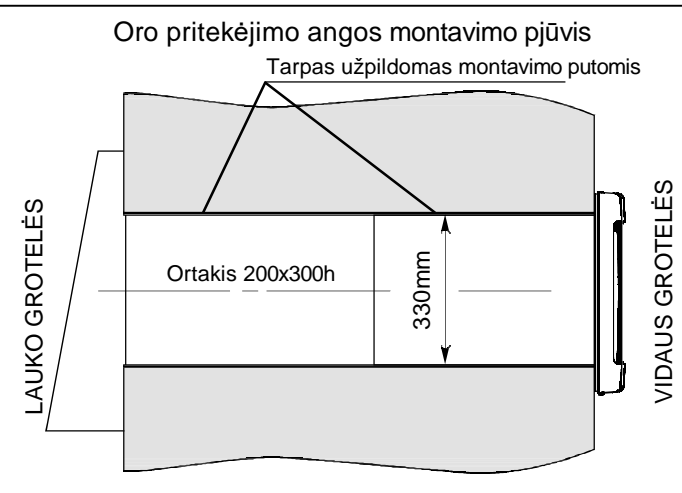 Oro pritekėjimo angos montavimo pjūvis
Tarpas užpildomas montavimo putomis
LAUKO GROTELĖS
Ortakis 200x300h
330mm
VIDAUS GROTELĖS